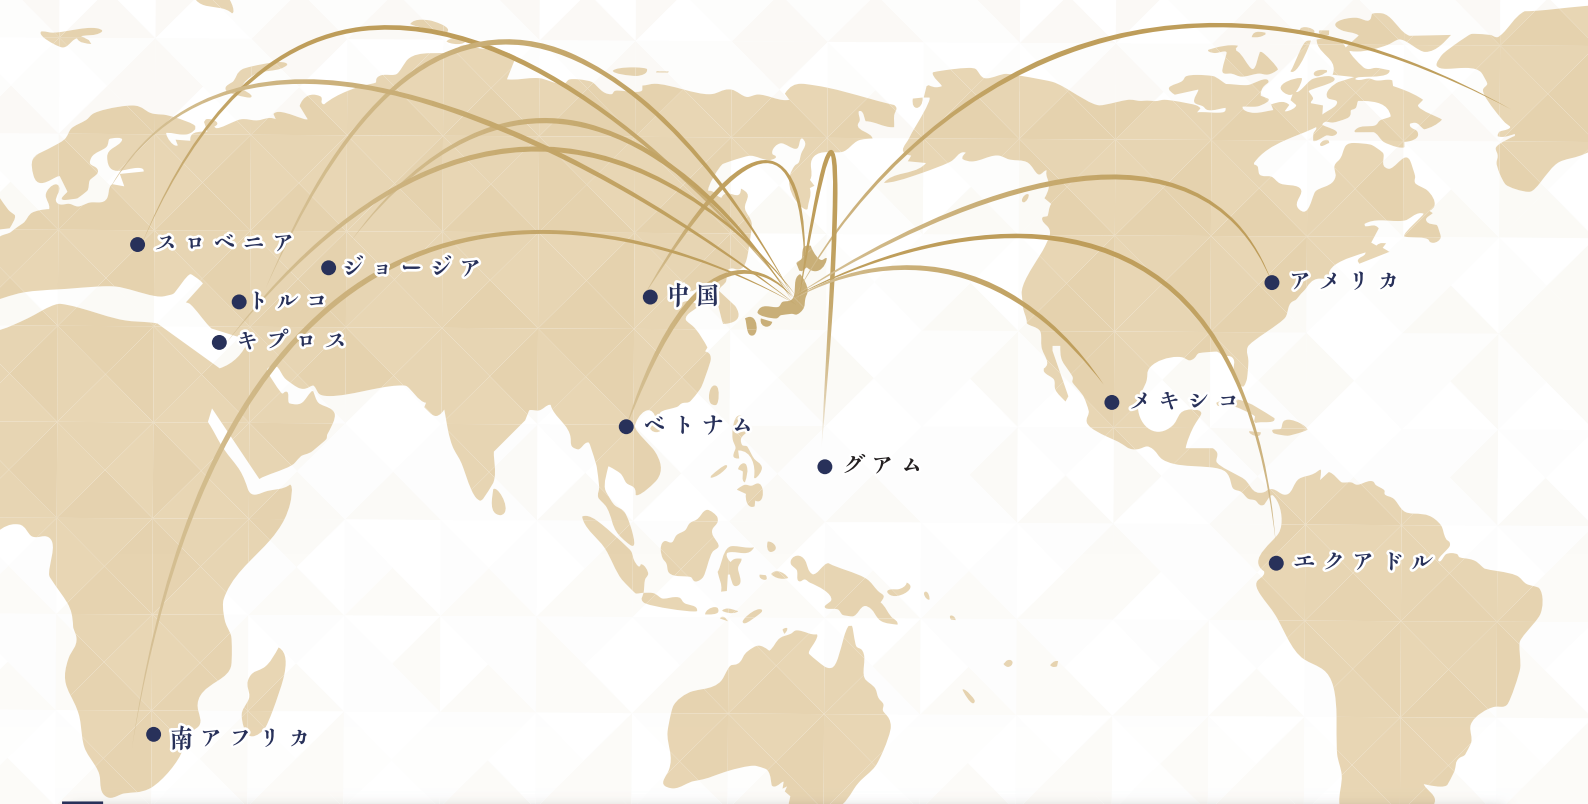 スロベニア
ジョージア
トルコ
中国
キプロス
アメリカ
メキシコ
ベトナム
グアム
エクアドル
南アフリカ